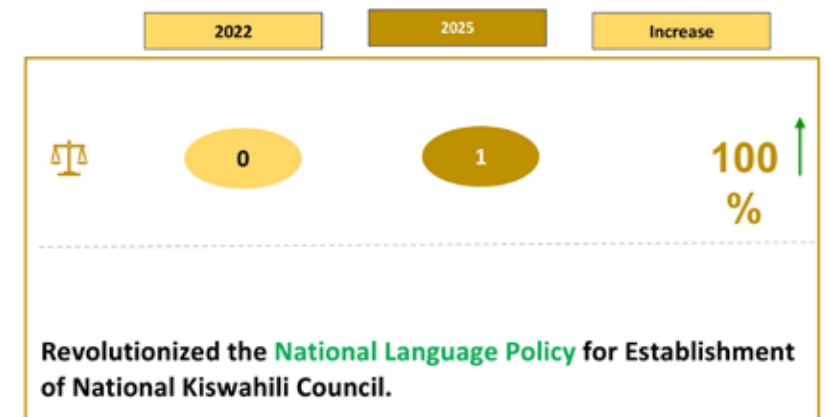 2022 2025 Increase
0 1 100
%
Revolutionized the National Language Policy for Establishment
of National Kiswahili Council.